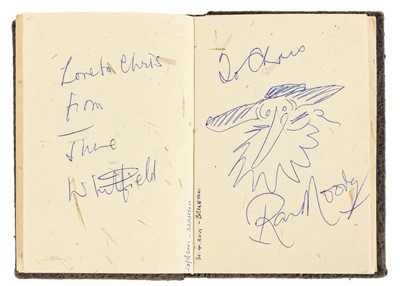 Love to Chris
from
June
Whitfield
To Chris
Ron Moody